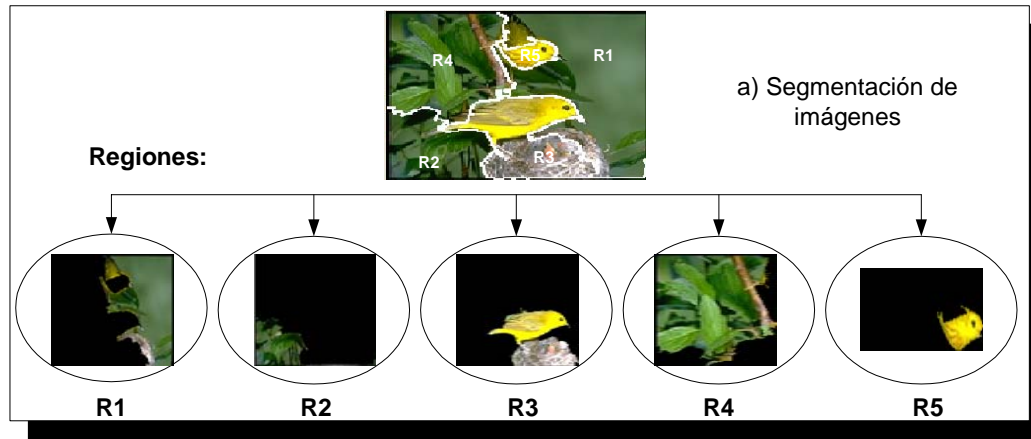 R5
R1
R4
a) Segmentación de
imágenes
R2
R3
Regiones:
R1
R2
R3
R4
R5